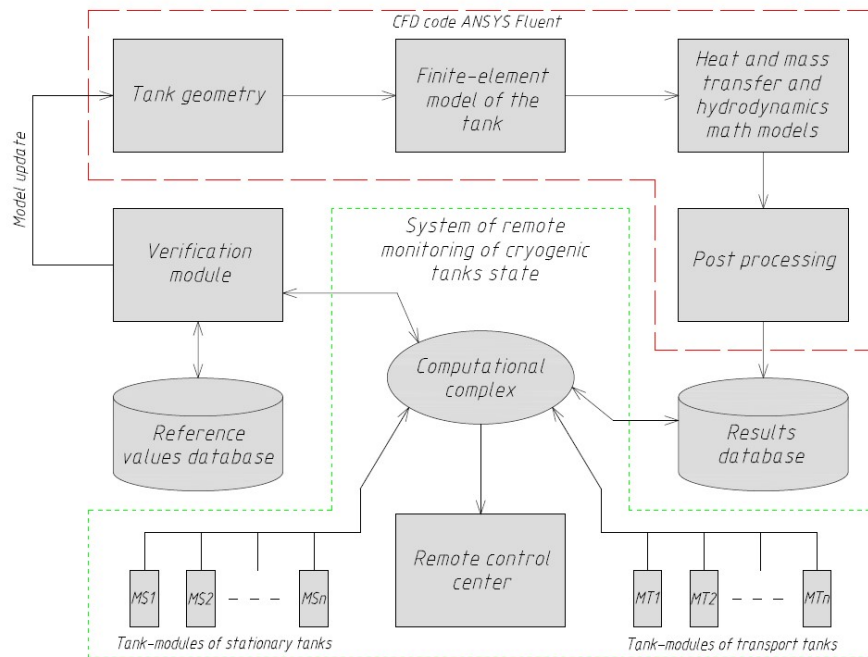 CFD code ANSYS Fluent
Tank geometry
Finite-element
model of the
tank
Heat and mass
transfer and
hydrodynamics
math models
Model update
Verification
module
System of remote
monitoring of cryogenic
tanks state
Post processing
Computational
complex
Reference
values database
Results
database
Remote control
center
MS1
MS2
MSn
MT1
MT2
MTn
Tank-modules of stationary tanks
Tank-modules of transport tanks